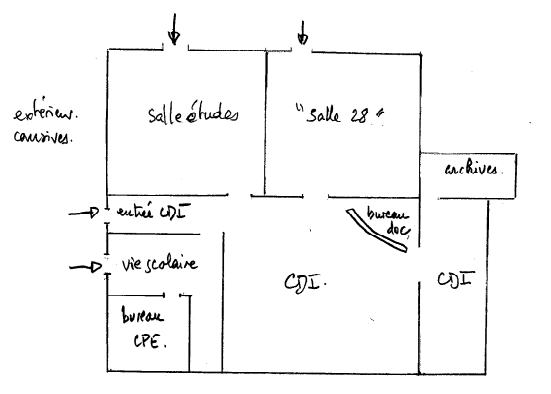 extérieur.
coursives.
Salle études
"Salle 28"
archives.
entrée CDI
bureau
doc,
vie scolaire
CDI.
CDI
bureau
CPE.